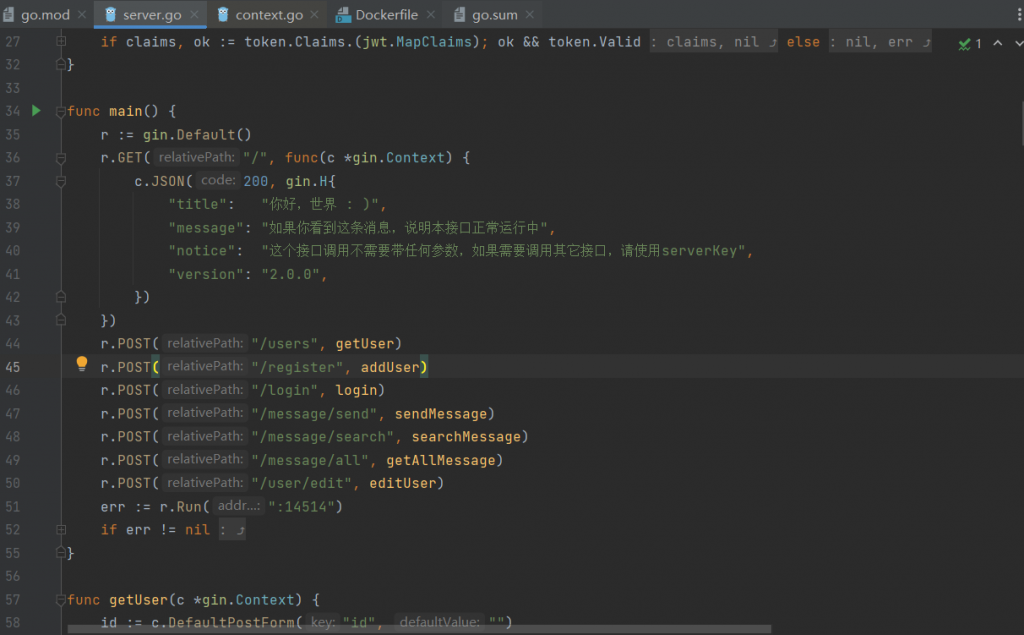 go.mod server.go context.go Dockerfile go.sum
27 if claims, ok := token.Claims.(jwt.MapClaims); ok && token.Valid : claims, nil else : nil, err 1
32 }
33
34 func main() {
35 r := gin.Default()
36 r.GET( relativePath: "/", func(c *gin.Context) {
37 c.JSON( code: 200, gin.H{
38 "title": "你好，世界 : )",
39 "message": "如果你看到这条消息，说明本接口正常运行中",
40 "notice": "这个接口调用不需要带任何参数，如果需要调用其它接口，请使用serverKey",
41 "version": "2.0.0",
42 })
43 })
44 r.POST( relativePath: "/users", getUser)
45 r.POST( relativePath: "/register", addUser)
46 r.POST( relativePath: "/login", login)
47 r.POST( relativePath: "/message/send", sendMessage)
48 r.POST( relativePath: "/message/search", searchMessage)
49 r.POST( relativePath: "/message/all", getAllMessage)
50 r.POST( relativePath: "/user/edit", editUser)
51 err := r.Run( addr...: ":14514")
52 if err != nil :
55 }
56
57 func getUser(c *gin.Context) {
58 id := c.DefaultPostForm( key: "id", defaultValue: "")